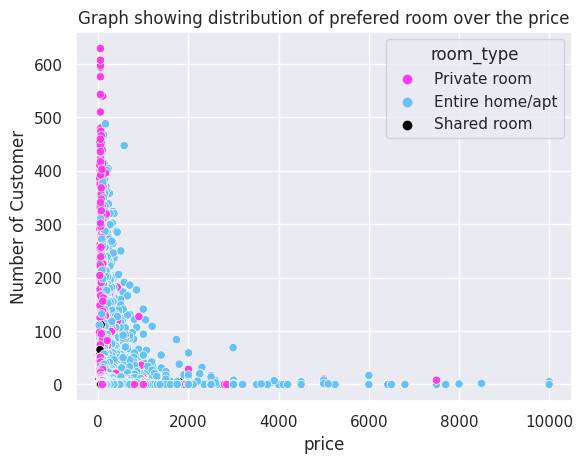 Graph showing distribution of prefered room over the price
room_type
Private room
Entire home/apt
Shared room
Number of Customer
600
500
400
300
200
100
0
0 2000 4000 6000 8000 10000
price